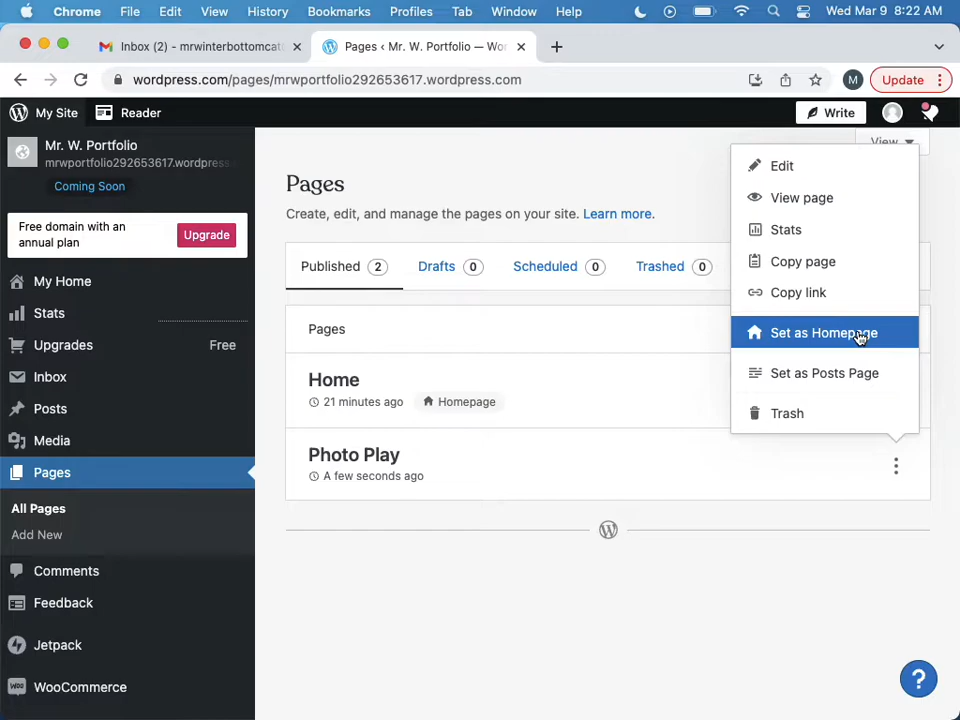 Chrome File Edit View History Bookmarks Profiles Tab Window Help Wed Mar 9 8:22 AM
Inbox (2) - mrwinterbottomcat × Pages ‹ Mr. W. Portfolio — Wor ×
wordpress.com/pages/mrwportfolio292653617.wordpress.com M Update
My Site Reader Write
Mr. W. Portfolio
mrwportfolio292653617.wordpress
Coming Soon
Free domain with an
annual plan
Upgrade
My Home
Stats
Upgrades Free
Inbox
Posts
Media
Pages
All Pages
Add New
Comments
Feedback
Jetpack
WooCommerce
View
Pages
Create, edit, and manage the pages on your site. Learn more.
Published 2 Drafts 0 Scheduled 0 Trashed 0
Pages
Home
21 minutes ago Homepage
Photo Play
A few seconds ago
Edit
View page
Stats
Copy page
Copy link
Set as Homepage
Set as Posts Page
Trash
?